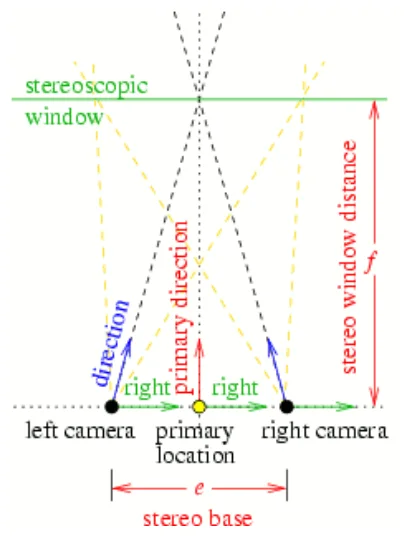 stereoscopic
window
stereo window distance
f
primary direction
direction
right
right
left camera
primary
location
right camera
e
stereo base